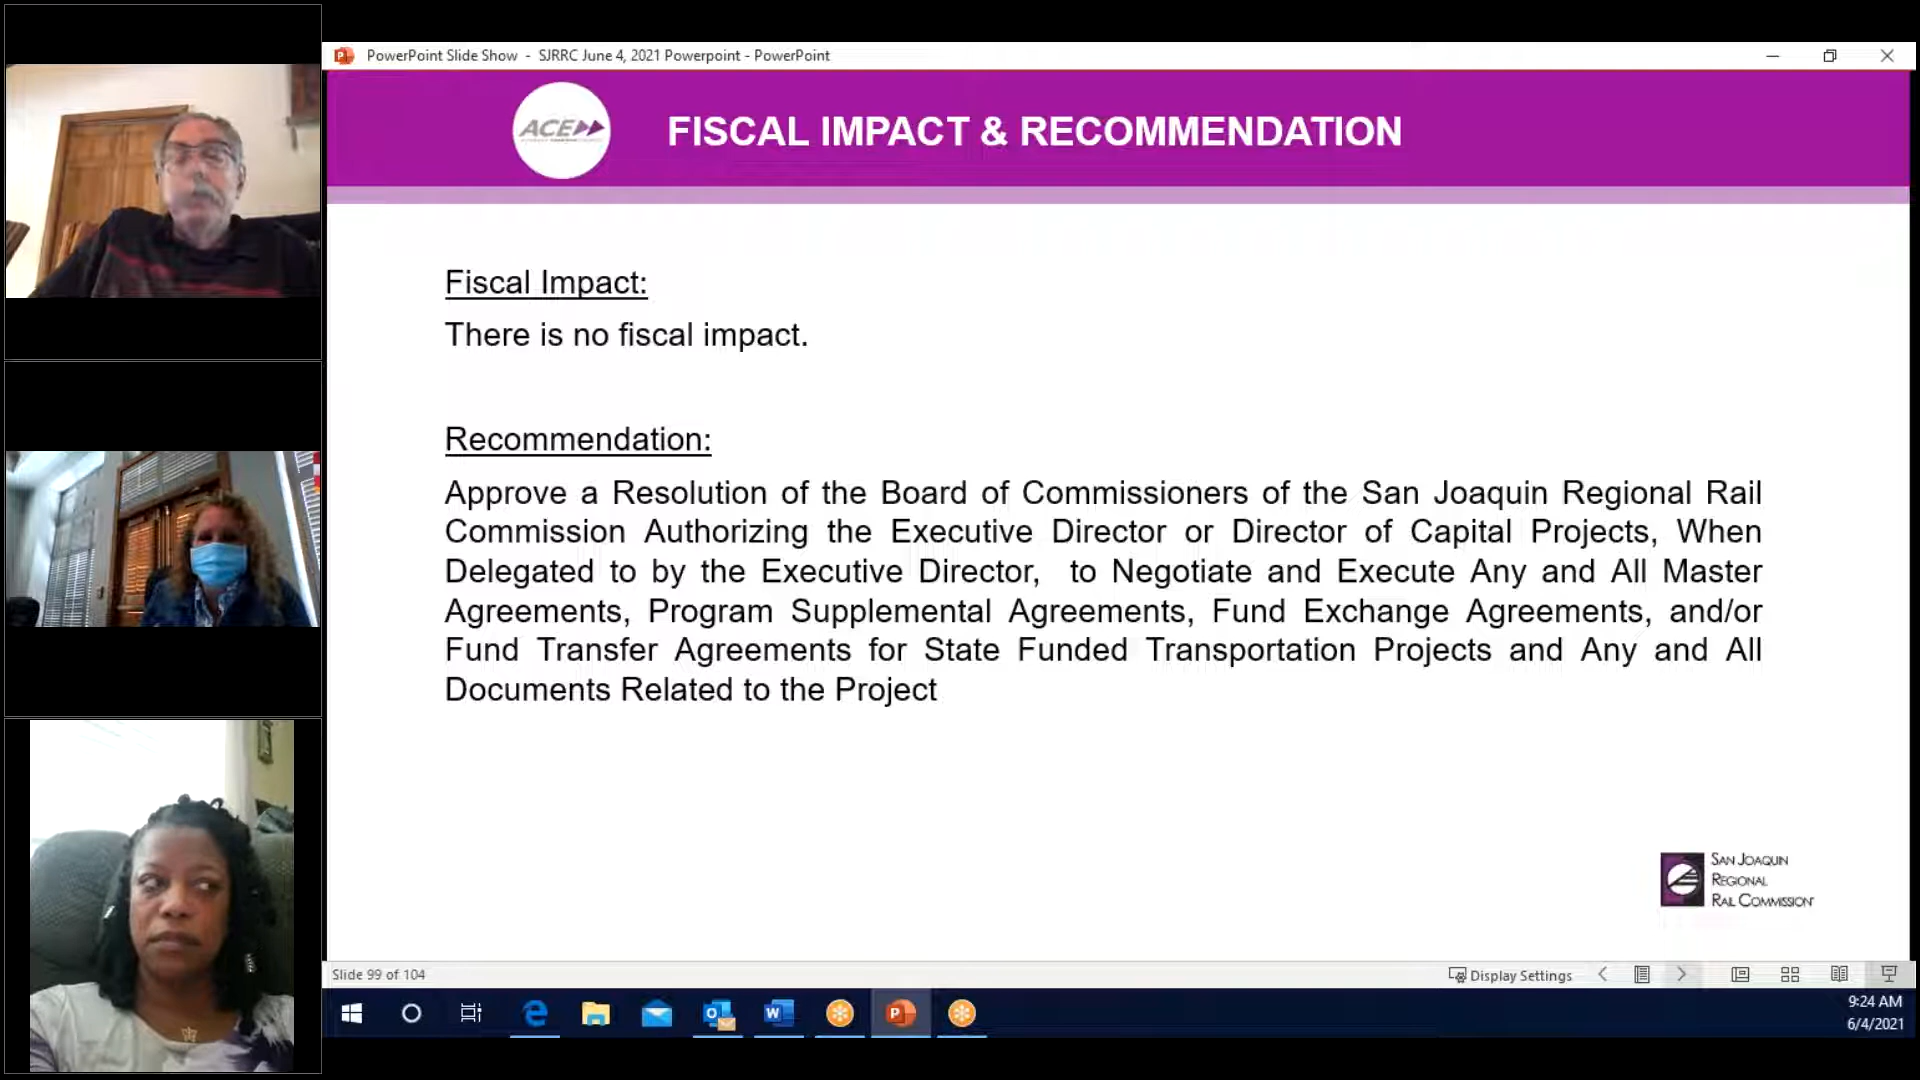 PowerPoint Slide Show - SJRRC June 4, 2021 Powerpoint - PowerPoint
ACE
FISCAL IMPACT & RECOMMENDATION
Fiscal Impact:
There is no fiscal impact.
Recommendation:
Approve a Resolution of the Board of Commissioners of the San Joaquin Regional Rail
Commission Authorizing the Executive Director or Director of Capital Projects, When
Delegated to by the Executive Director, to Negotiate and Execute Any and All Master
Agreements, Program Supplemental Agreements, Fund Exchange Agreements, and/or
Fund Transfer Agreements for State Funded Transportation Projects and Any and All
Documents Related to the Project
SAN JOAQUIN
REGIONAL
RAIL COMMISSION
Slide 99 of 104
Display Settings
9:24 AM
6/4/2021